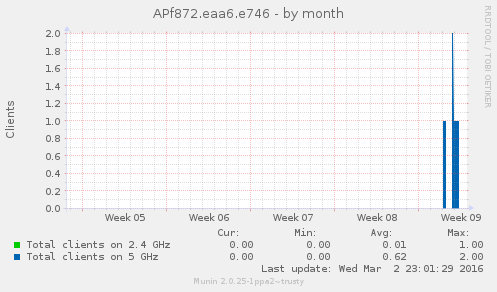 APf872.eaa6.e746 - by month
RRDTOOL / TOBI OETIKER
Clients
2.0
1.8
1.6
1.4
1.2
1.0
0.8
0.6
0.4
0.2
0.0
Week 05 Week 06 Week 07 Week 08 Week 09
Cur: Min: Avg: Max:
Total clients on 2.4 GHz 0.00 0.00 0.01 1.00
Total clients on 5 GHz 0.00 0.00 0.62 2.00
Last update: Wed Mar 2 23:01:29 2016
Munin 2.0.25-1ppa2~trusty